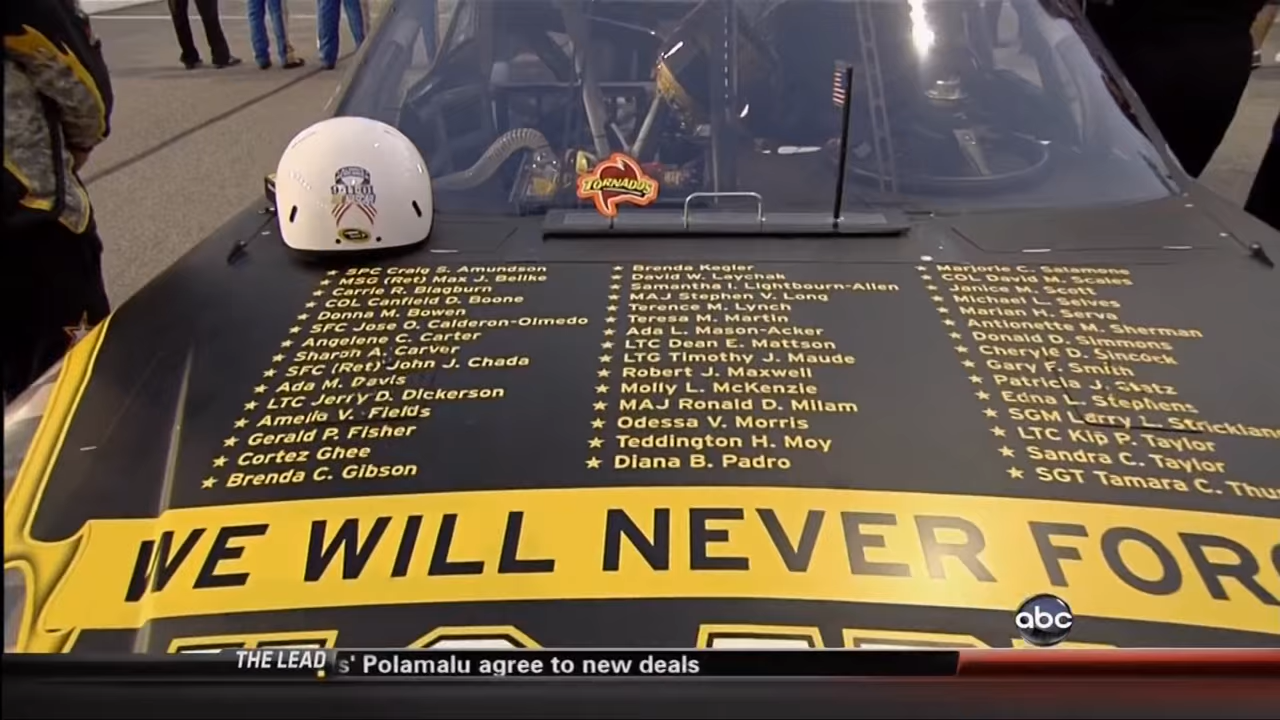 TORNADOS
★ SPC Craig S. Amundson
★ MSG (Ret) Max J. Beilke
★ Carrie R. Blagburn
★ COL Canfield D. Boone
★ Donna M. Bowen
★ SFC Jose O. Calderon-Olmedo
★ Angelene C. Carter
★ Sharon A. Carver
★ SFC (Ret) John J. Chada
★ Ada M. Davis
★ LTC Jerry D. Dickerson
★ Amelia V. Fields
★ Gerald P. Fisher
★ Cortez Ghee
★ Brenda C. Gibson
★ Brenda Kegler
★ David W. Laychak
★ Samantha I. Lightbourn-Allen
★ MAJ Stephen V. Long
★ Terence M. Lynch
★ Teresa M. Martin
★ Ada L. Mason-Acker
★ LTC Dean E. Mattson
★ LTG Timothy J. Maude
★ Robert J. Maxwell
★ Molly L. McKenzie
★ MAJ Ronald D. Milam
★ Odessa V. Morris
★ Teddington H. Moy
★ Diana B. Padro
★ Marjorie C. Salamone
★ COL David M. Scales
★ Janice M. Scott
★ Michael L. Selves
★ Marian H. Serva
★ Antionette M. Sherman
★ Donald D. Simmons
★ Cheryle D. Sincock
★ Gary F. Smith
★ Patricia J. Statz
★ Edna L. Stephens
★ SGM Larry L. Stricklan
★ LTC Kip P. Taylor
★ Sandra C. Taylor
★ SGT Tamara C. Thu
WE WILL NEVER FORG
abc
THE LEAD s' Polamalu agree to new deals